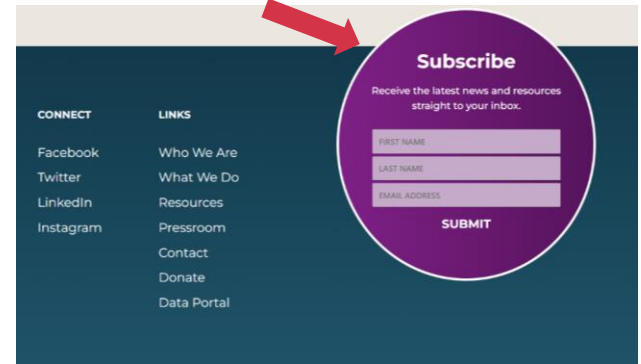 Subscribe
Receive the latest news and resources
straight to your inbox.
FIRST NAME
LAST NAME
EMAIL ADDRESS
SUBMIT
CONNECT
Facebook
Twitter
LinkedIn
Instagram
LINKS
Who We Are
What We Do
Resources
Pressroom
Contact
Donate
Data Portal